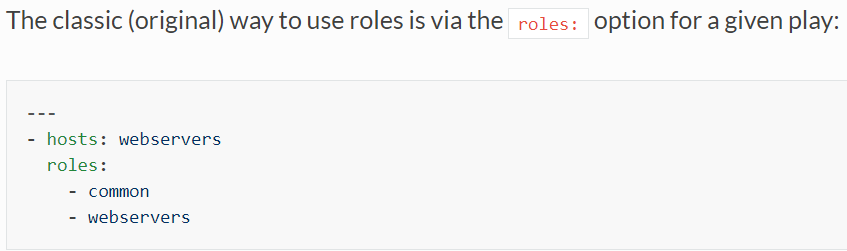 The classic (original) way to use roles is via the roles: option for a given play:
---
- hosts: webservers
  roles:
    - common
    - webservers